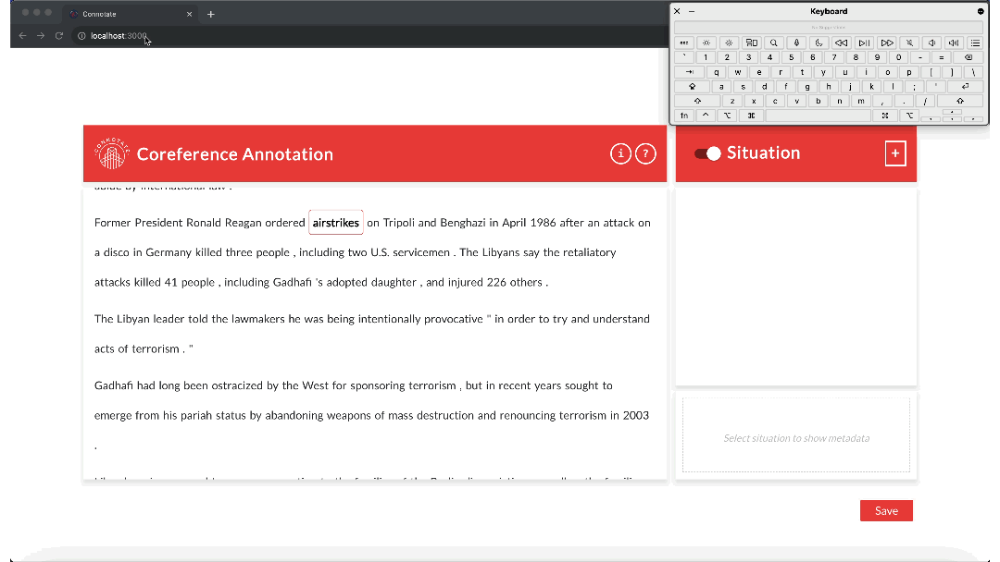 Connotate
localhost:3000
Keyboard
No Suggestions
esc
` 1 2 3 4 5 6 7 8 9 0 - =
q w e r t y u i o p [ ] \
a s d f g h j k l ; '
z x c v b n m , . /
fn
CONNOTATE
Coreference Annotation
i ?
Situation
+
abide by international law .
Former President Ronald Reagan ordered airstrikes on Tripoli and Benghazi in April 1986 after an attack on
a disco in Germany killed three people , including two U.S. servicemen . The Libyans say the retaliatory
attacks killed 41 people , including Gadhafi 's adopted daughter , and injured 226 others .
The Libyan leader told the lawmakers he was being intentionally provocative " in order to try and understand
acts of terrorism . "
Gadhafi had long been ostracized by the West for sponsoring terrorism , but in recent years sought to
emerge from his pariah status by abandoning weapons of mass destruction and renouncing terrorism in 2003
.
Select situation to show metadata
Save